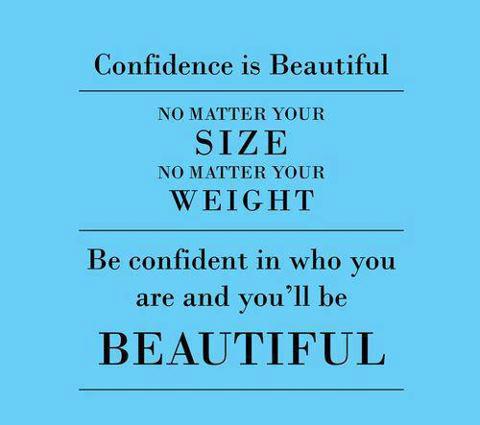 Confidence is Beautiful
NO MATTER YOUR
SIZE
NO MATTER YOUR
WEIGHT
Be confident in who you
are and you'll be
BEAUTIFUL